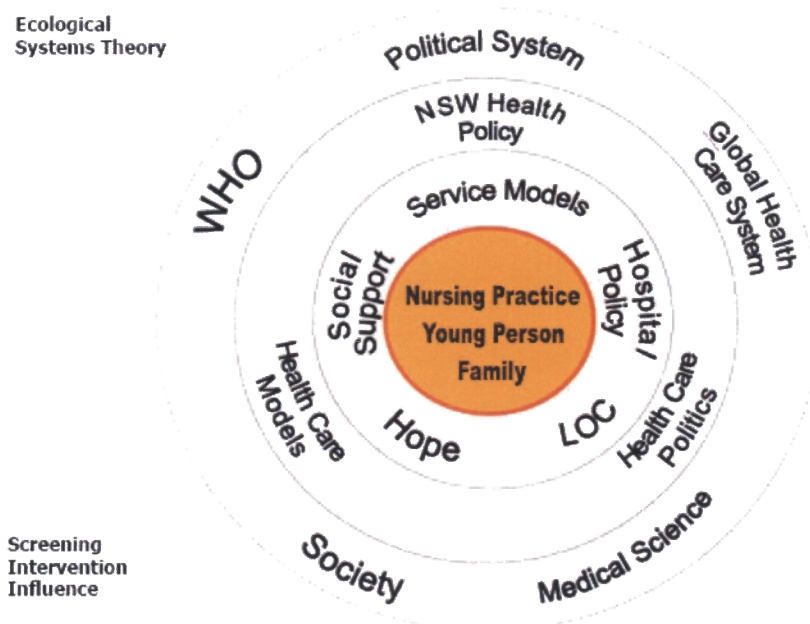 Ecological
Systems Theory
Political System
NSW Health
Policy
Global Health
Care System
WHO
Service Models
Social
Support
Hospital
Policy
Nursing Practice
Young Person
Family
Health Care
Models
Hope
LOC
Health Care
Politics
Society
Medical Science
Screening
Intervention
Influence